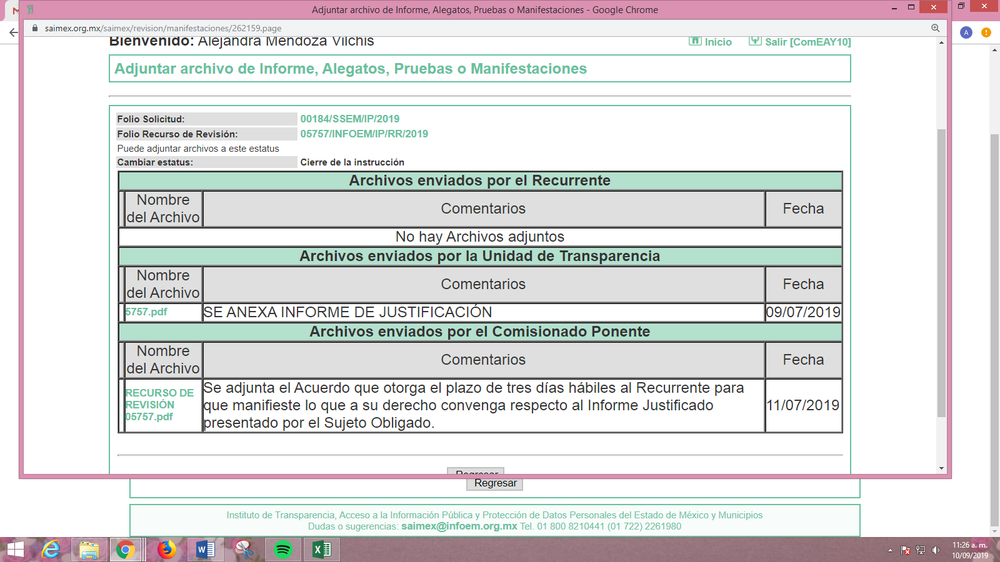 Adjuntar archivo de Informe, Alegatos, Pruebas o Manifestaciones - Google Chrome
saimex.org.mx/saimex/revision/manifestaciones/262159.page
A
Bienvenido: Alejandra Mendoza Vilchis
Inicio
Salir [ComEAY10]
Adjuntar archivo de Informe, Alegatos, Pruebas o Manifestaciones
Folio Solicitud: 00184/SSEM/IP/2019
Folio Recurso de Revisión: 05757/INFOEM/IP/RR/2019
Puede adjuntar archivos a este estatus
Cambiar estatus: Cierre de la instrucción
Archivos enviados por el Recurrente
Nombre
del Archivo
Comentarios
Fecha
No hay Archivos adjuntos
Archivos enviados por la Unidad de Transparencia
Nombre
del Archivo
Comentarios
Fecha
5757.pdf
SE ANEXA INFORME DE JUSTIFICACIÓN
09/07/2019
Archivos enviados por el Comisionado Ponente
Nombre
del Archivo
Comentarios
Fecha
RECURSO DE
REVISIÓN
05757.pdf
Se adjunta el Acuerdo que otorga el plazo de tres días hábiles al Recurrente para
que manifieste lo que a su derecho convenga respecto al Informe Justificado
presentado por el Sujeto Obligado.
11/07/2019
Regresar
Regresar
Instituto de Transparencia, Acceso a la Información Pública y Protección de Datos Personales del Estado de México y Municipios
Dudas o sugerencias: saimex@infoem.org.mx Tel. 01 800 8210441 (01 722) 2261980
11:26 a. m.
10/09/2019